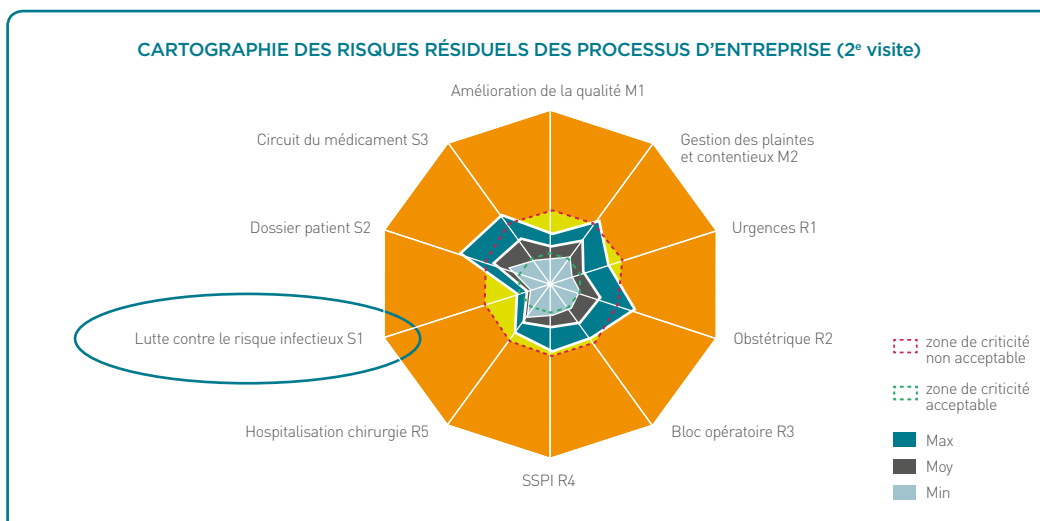 CARTOGRAPHIE DES RISQUES RÉSIDUELS DES PROCESSUS D’ENTREPRISE (2e visite)
Amélioration de la qualité M1
Circuit du médicament S3
Gestion des plaintes
et contentieux M2
Dossier patient S2
Urgences R1
Lutte contre le risque infectieux S1
Obstétrique R2
Hospitalisation chirurgie R5
Bloc opératoire R3
SSPI R4
zone de criticité
non acceptable
zone de criticité
acceptable
Max
Moy
Min